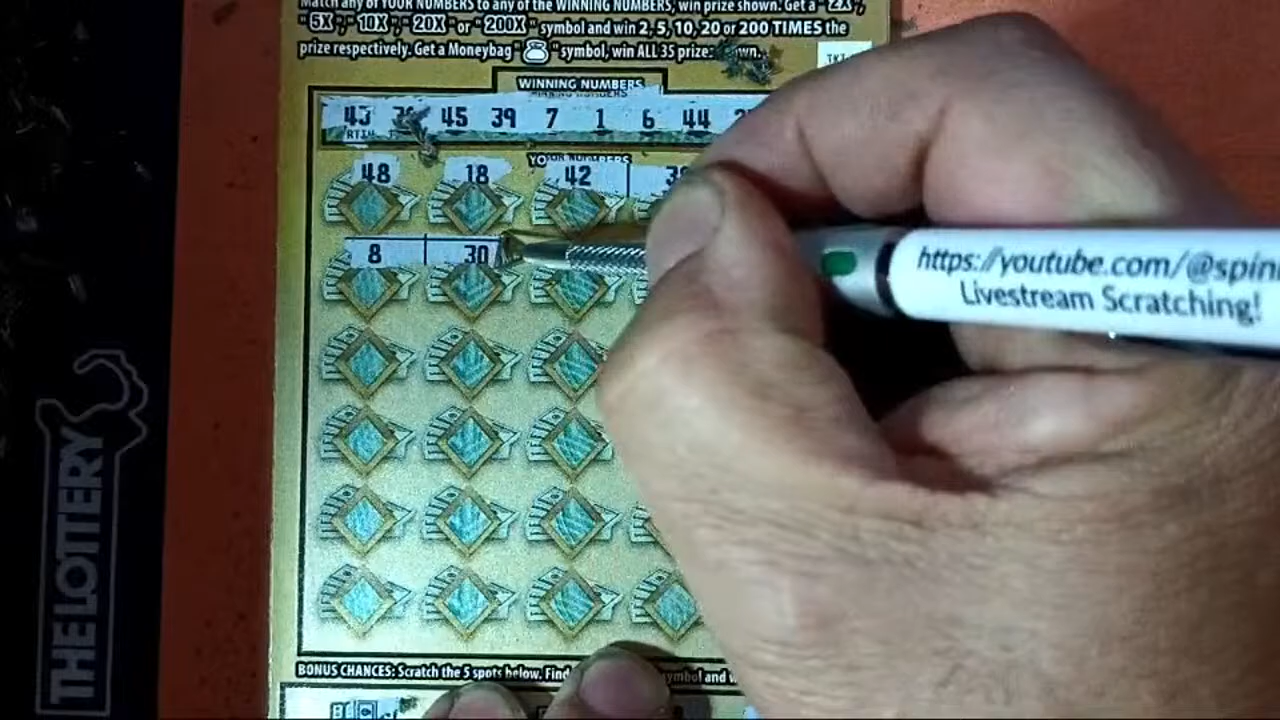 Match any of YOUR NUMBERS to any of the WINNING NUMBERS, win prize shown. Get a "2X",
"5X", "10X", "20X" or "200X" symbol and win 2, 5, 10, 20 or 200 TIMES the
prize respectively. Get a Moneybag " " symbol, win ALL 35 prizes
WINNING NUMBERS
45 39 7 1 6 44
YOUR NUMBERS
48 18 42
8 30
https://youtube.com/@spin
Livestream Scratching!
THE LOTTERY
BONUS CHANCES: Scratch the 5 spots below. Find symbol and